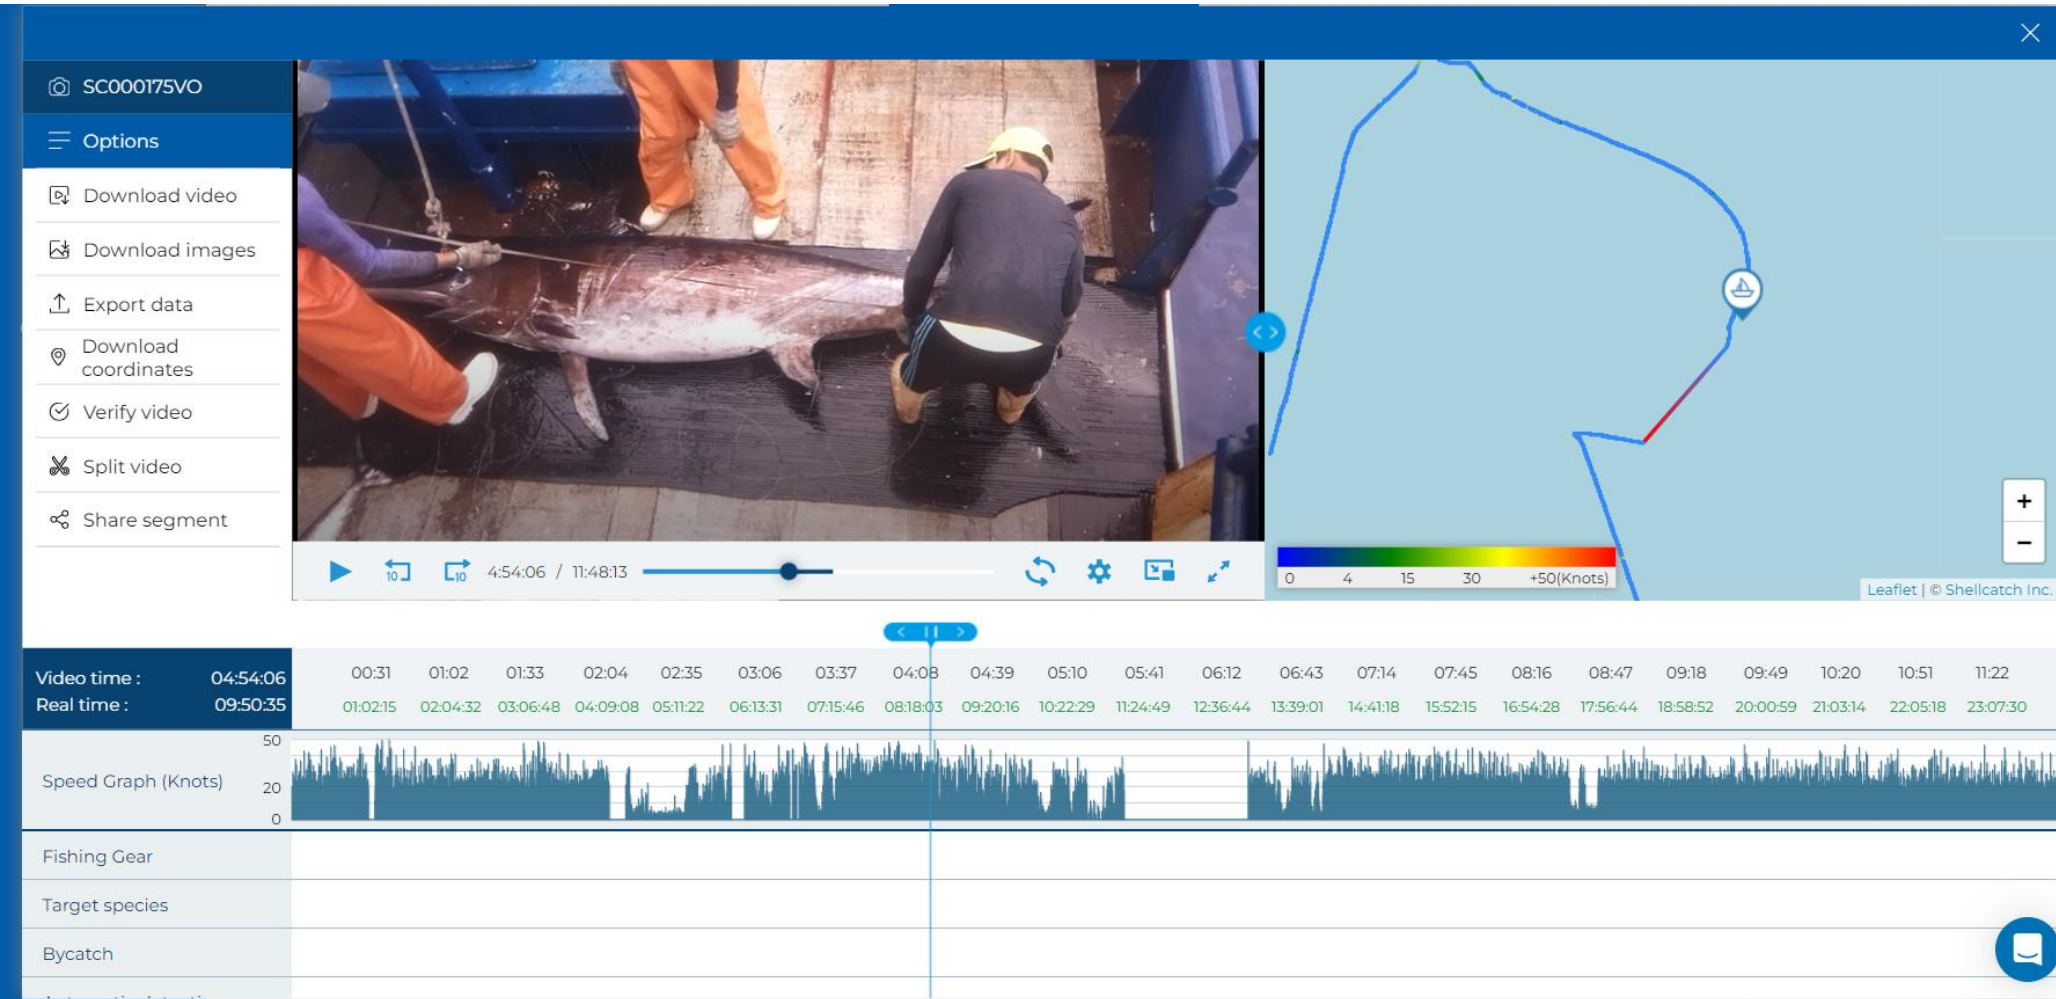 SC000175VO
Options
Download video
Download images
Export data
Download
coordinates
Verify video
Split video
Share segment
10
10
4:54:06 / 11:48:13
0 4 15 30 +50(Knots)
+
−
Leaflet | © Shellcatch Inc.
Video time : 04:54:06
Real time : 09:50:35
00:31 01:02 01:33 02:04 02:35 03:06 03:37 04:08 04:39 05:10 05:41 06:12 06:43 07:14 07:45 08:16 08:47 09:18 09:49 10:20 10:51 11:22
01:02:15 02:04:32 03:06:48 04:09:08 05:11:22 06:13:31 07:15:46 08:18:03 09:20:16 10:22:29 11:24:49 12:36:44 13:39:01 14:41:18 15:52:15 16:54:28 17:56:44 18:58:52 20:00:59 21:03:14 22:05:18 23:07:30
50
Speed Graph (Knots) 20
0
Fishing Gear
Target species
Bycatch